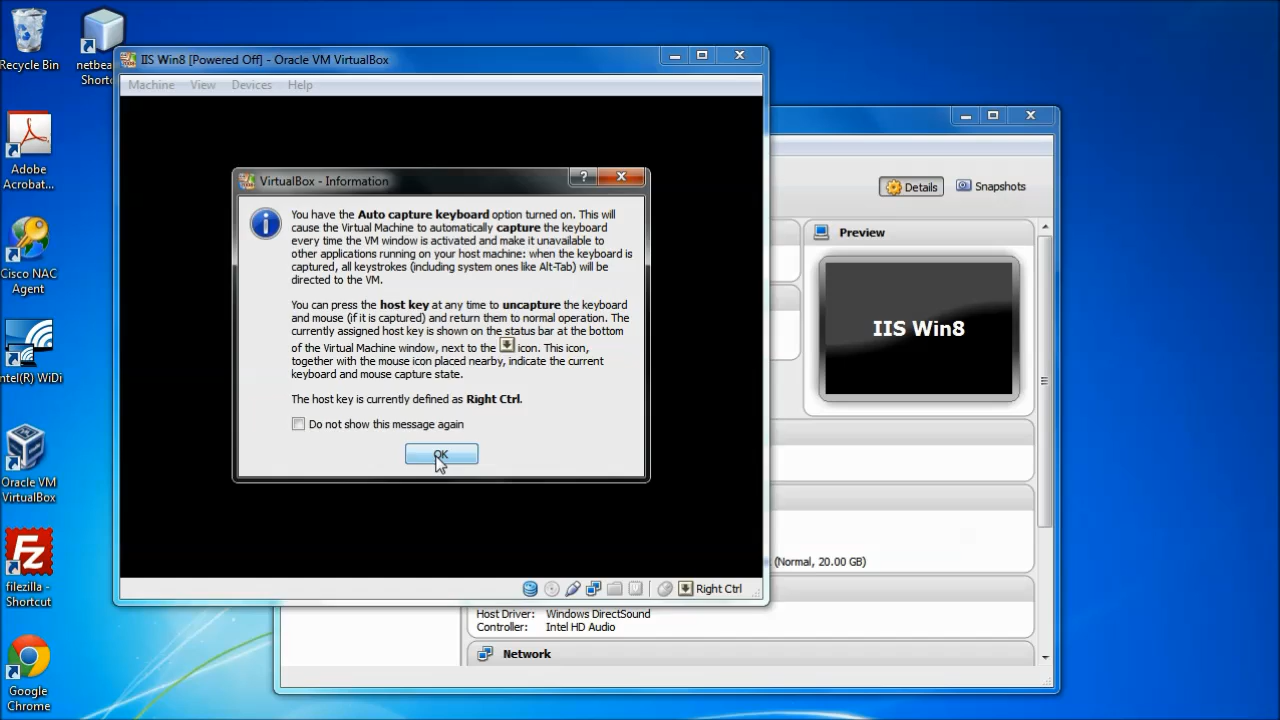 Recycle Bin
netbea...
Shortc
Adobe
Acrobat...
Cisco NAC
Agent
Intel(R) WiDi
Oracle VM
VirtualBox
filezilla -
Shortcut
Google
Chrome
IIS Win8 [Powered Off] - Oracle VM VirtualBox
Machine View Devices Help
VirtualBox - Information
You have the Auto capture keyboard option turned on. This will
cause the Virtual Machine to automatically capture the keyboard
every time the VM window is activated and make it unavailable to
other applications running on your host machine: when the keyboard is
captured, all keystrokes (including system ones like Alt-Tab) will be
directed to the VM.
You can press the host key at any time to uncapture the keyboard
and mouse (if it is captured) and return them to normal operation. The
currently assigned host key is shown on the status bar at the bottom
of the Virtual Machine window, next to the icon. This icon,
together with the mouse icon placed nearby, indicate the current
keyboard and mouse capture state.
The host key is currently defined as Right Ctrl.
Do not show this message again
OK
Right Ctrl
Details Snapshots
Preview
IIS Win8
(Normal, 20.00 GB)
Host Driver: Windows DirectSound
Controller: Intel HD Audio
Network